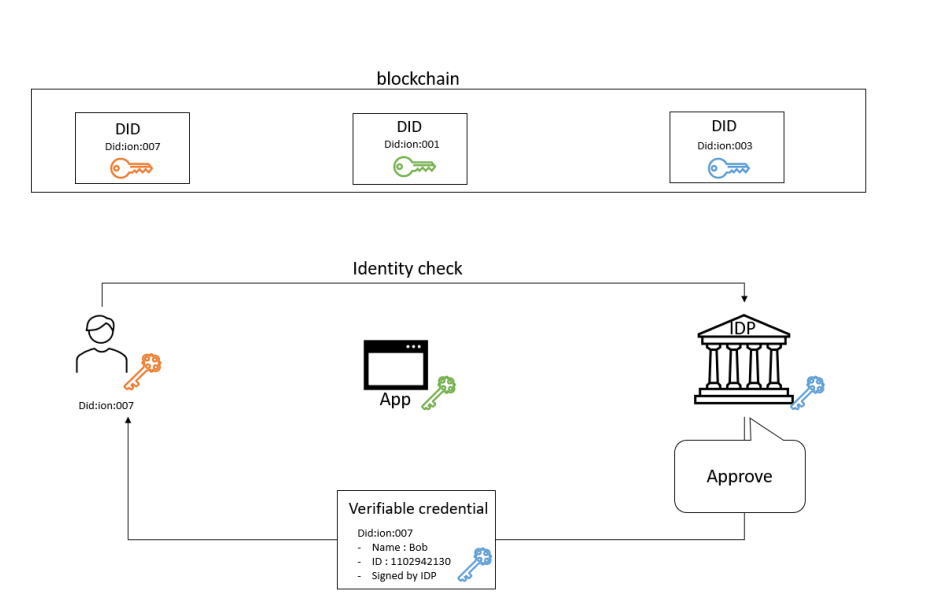 blockchain
DID
Did:ion:007
DID
Did:ion:001
DID
Did:ion:003
Identity check
IDP
App
Did:ion:007
Approve
Verifiable credential
Did:ion:007
- Name : Bob
- ID : 1102942130
- Signed by IDP